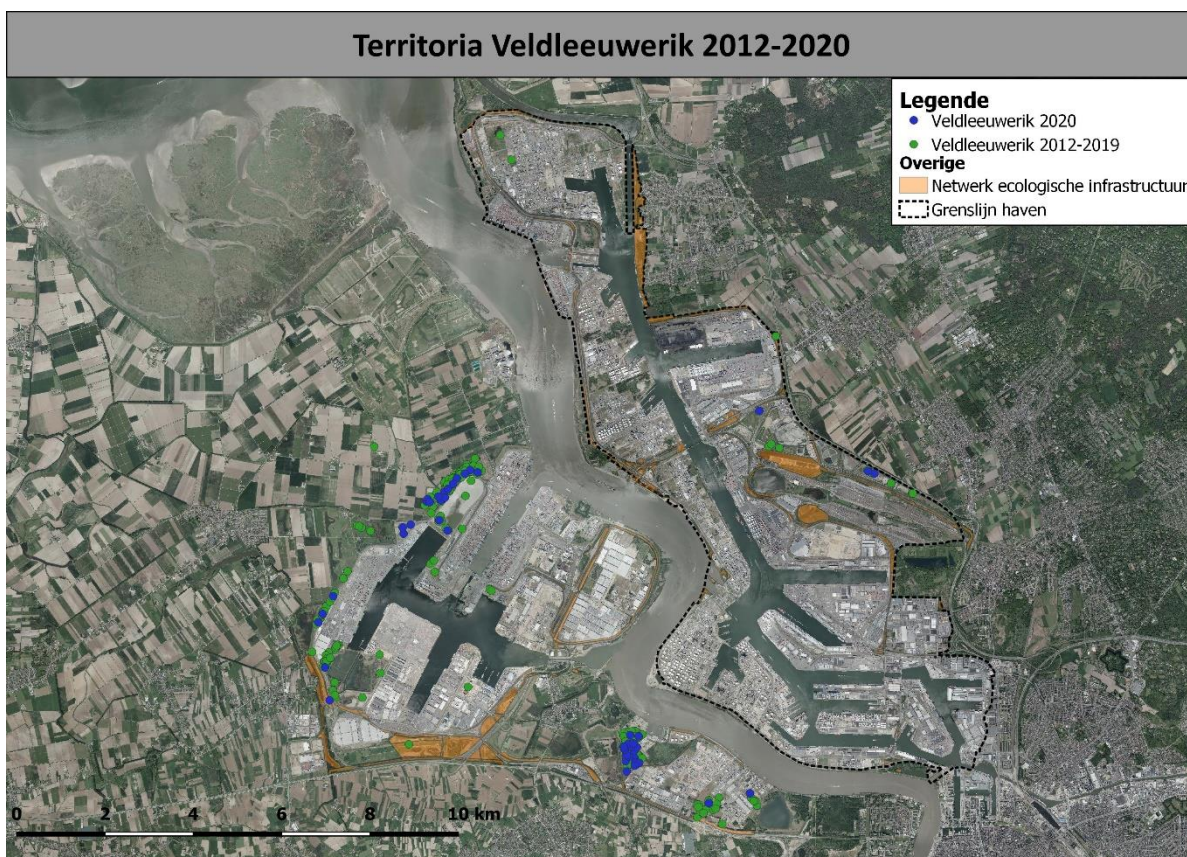 Territoria Veldleeuwerik 2012-2020
Legende
Veldleeuwerik 2020
Veldleeuwerik 2012-2019
Overige
Netwerk ecologische infrastructuur
Grenslijn haven
0 2 4 6 8 10 km